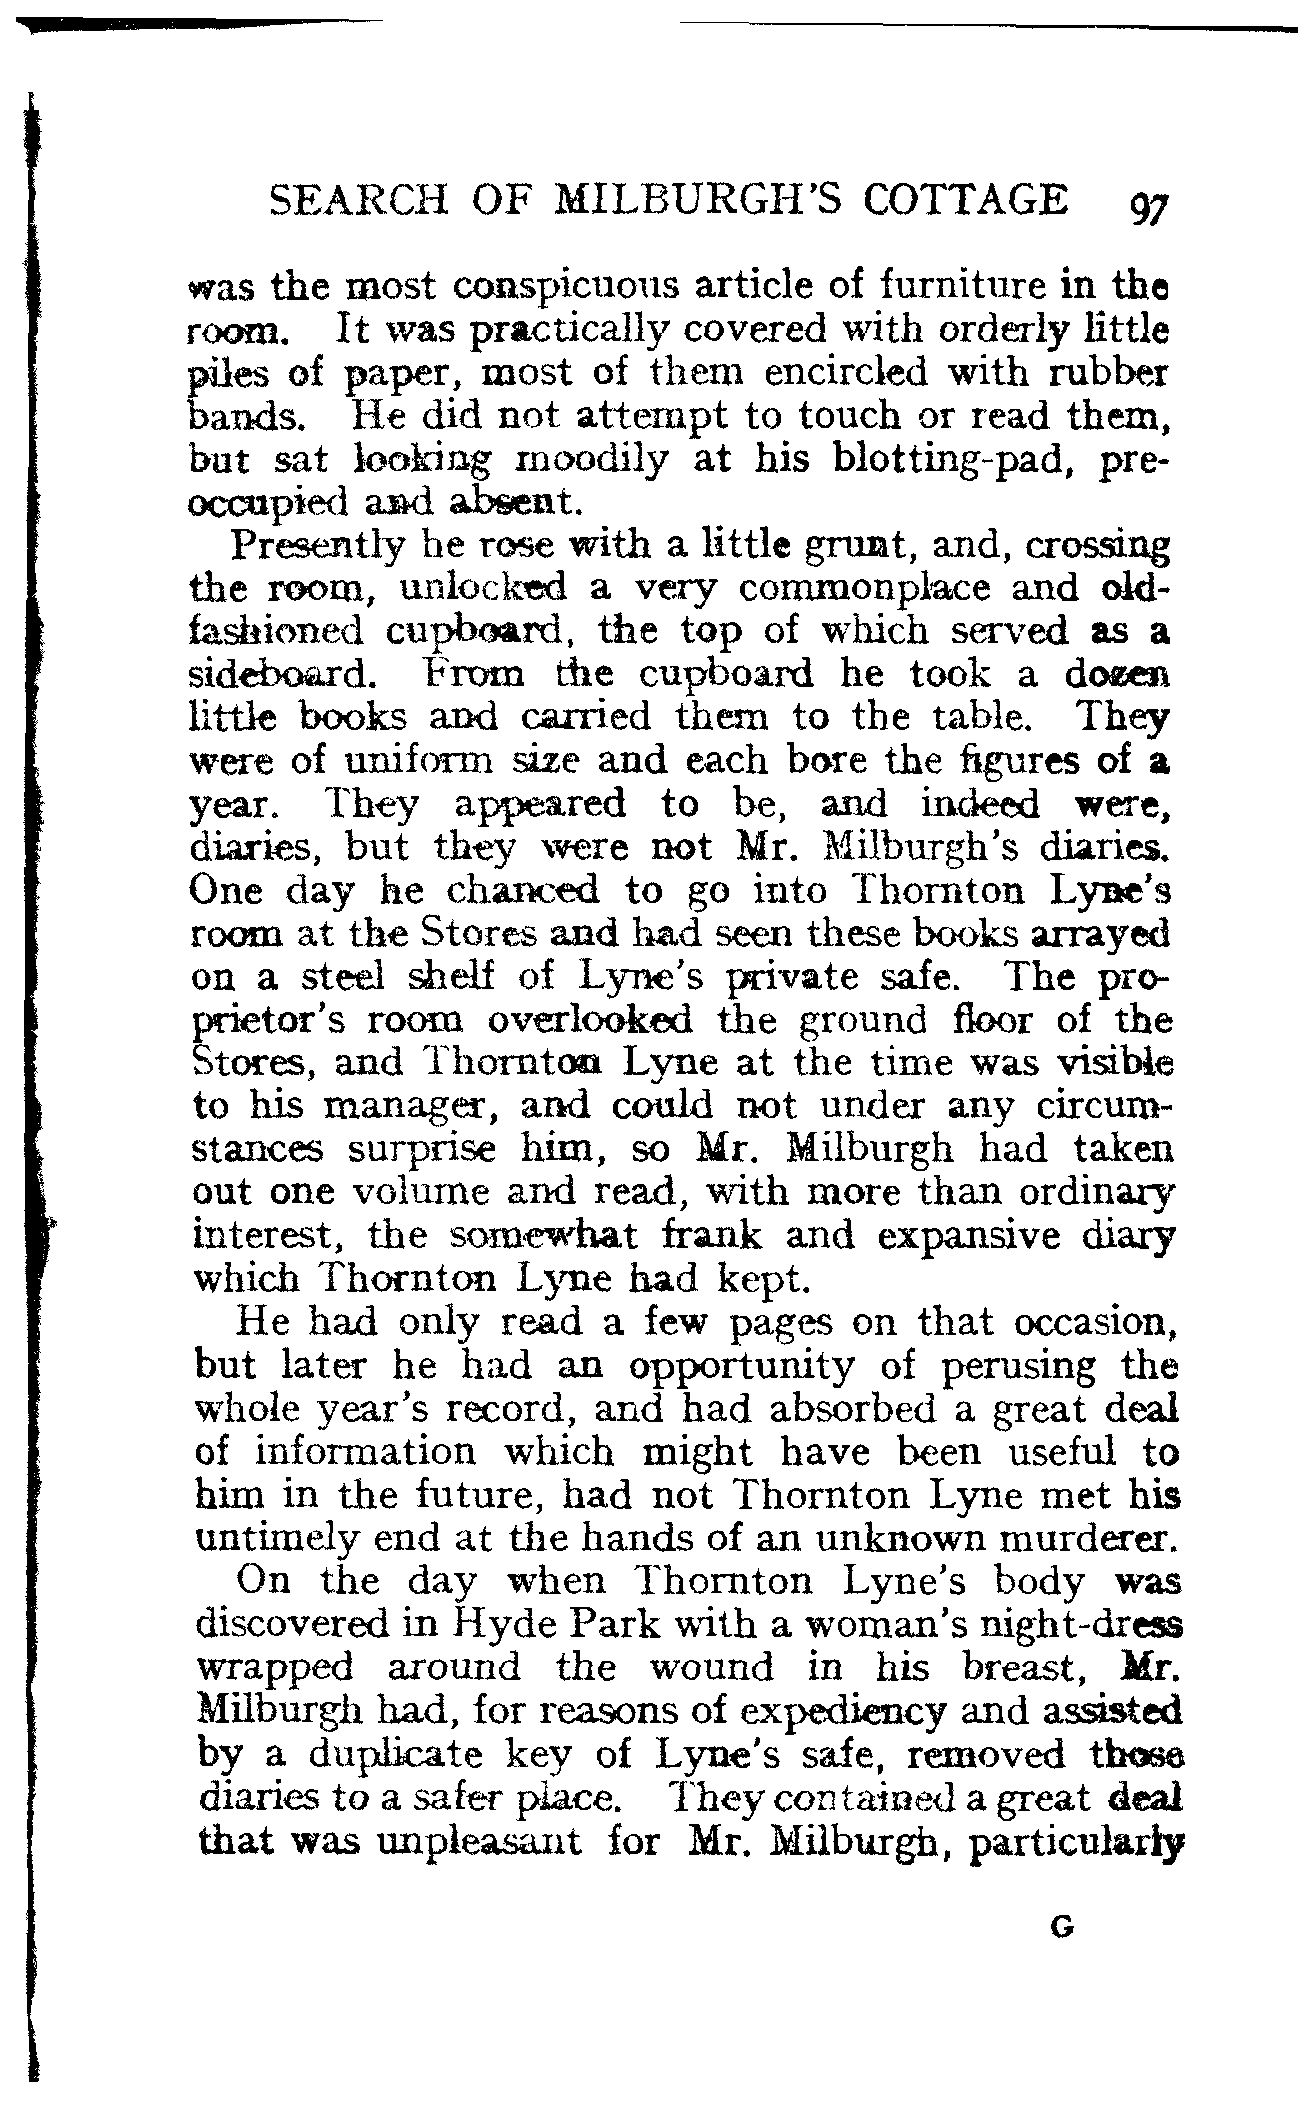 SEARCH OF MILBURGH'S COTTAGE 97
was the most conspicuous article of furniture in the
room. It was practically covered with orderly little
piles of paper, most of them encircled with rubber
bands. He did not attempt to touch or read them,
but sat looking moodily at his blotting-pad, pre-
occupied and absent.
Presently he rose with a little grunt, and, crossing
the room, unlocked a very commonplace and old-
fashioned cupboard, the top of which served as a
sideboard. From the cupboard he took a dozen
little books and carried them to the table. They
were of uniform size and each bore the figures of a
year. They appeared to be, and indeed were,
diaries, but they were not Mr. Milburgh's diaries.
One day he chanced to go into Thornton Lyne's
room at the Stores and had seen these books arrayed
on a steel shelf of Lyne's private safe. The pro-
prietor's room overlooked the ground floor of the
Stores, and Thornton Lyne at the time was visible
to his manager, and could not under any circum-
stances surprise him, so Mr. Milburgh had taken
out one volume and read, with more than ordinary
interest, the somewhat frank and expansive diary
which Thornton Lyne had kept.
He had only read a few pages on that occasion,
but later he had an opportunity of perusing the
whole year's record, and had absorbed a great deal
of information which might have been useful to
him in the future, had not Thornton Lyne met his
untimely end at the hands of an unknown murderer.
On the day when Thornton Lyne's body was
discovered in Hyde Park with a woman's night-dress
wrapped around the wound in his breast, Mr.
Milburgh had, for reasons of expediency and assisted
by a duplicate key of Lyne's safe, removed those
diaries to a safer place. They contained a great deal
that was unpleasant for Mr. Milburgh, particularly
G